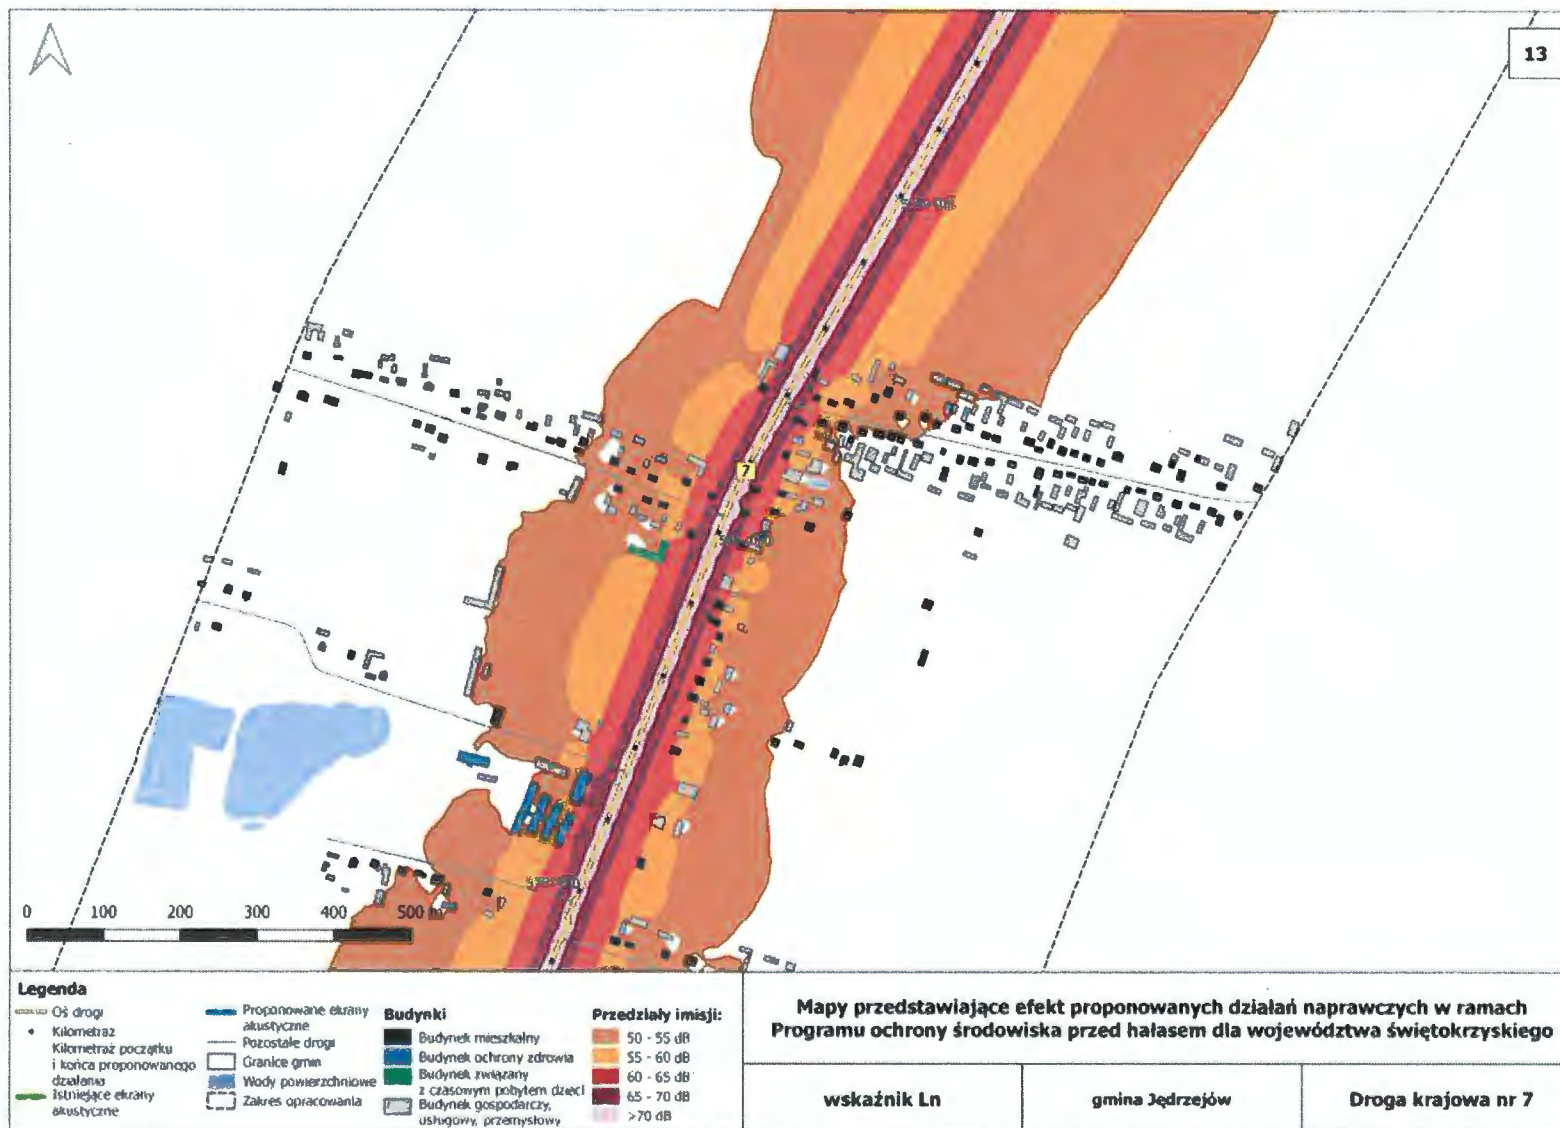 13
7
0 100 200 300 400 500 m
Legenda
Oś drogi
Kilometraż
Kilometraż początku
i końca proponowanego
działania
Istniejące ekrany
akustyczne
Proponowane ekrany
akustyczne
Pozostałe drogi
Granice gmin
Wody powierzchniowe
Zakres opracowania
Budynki
Budynek mieszkalny
Budynek ochrony zdrowia
Budynek związany
z czasowym pobytem dzieci
Budynek gospodarczy,
usługowy, przemysłowy
Przedziały imisji:
50 - 55 dB
55 - 60 dB
60 - 65 dB
65 - 70 dB
>70 dB
Mapy przedstawiające efekt proponowanych działań naprawczych w ramach
Programu ochrony środowiska przed hałasem dla województwa świętokrzyskiego
wskaźnik Ln
gmina Jędrzejów
Droga krajowa nr 7